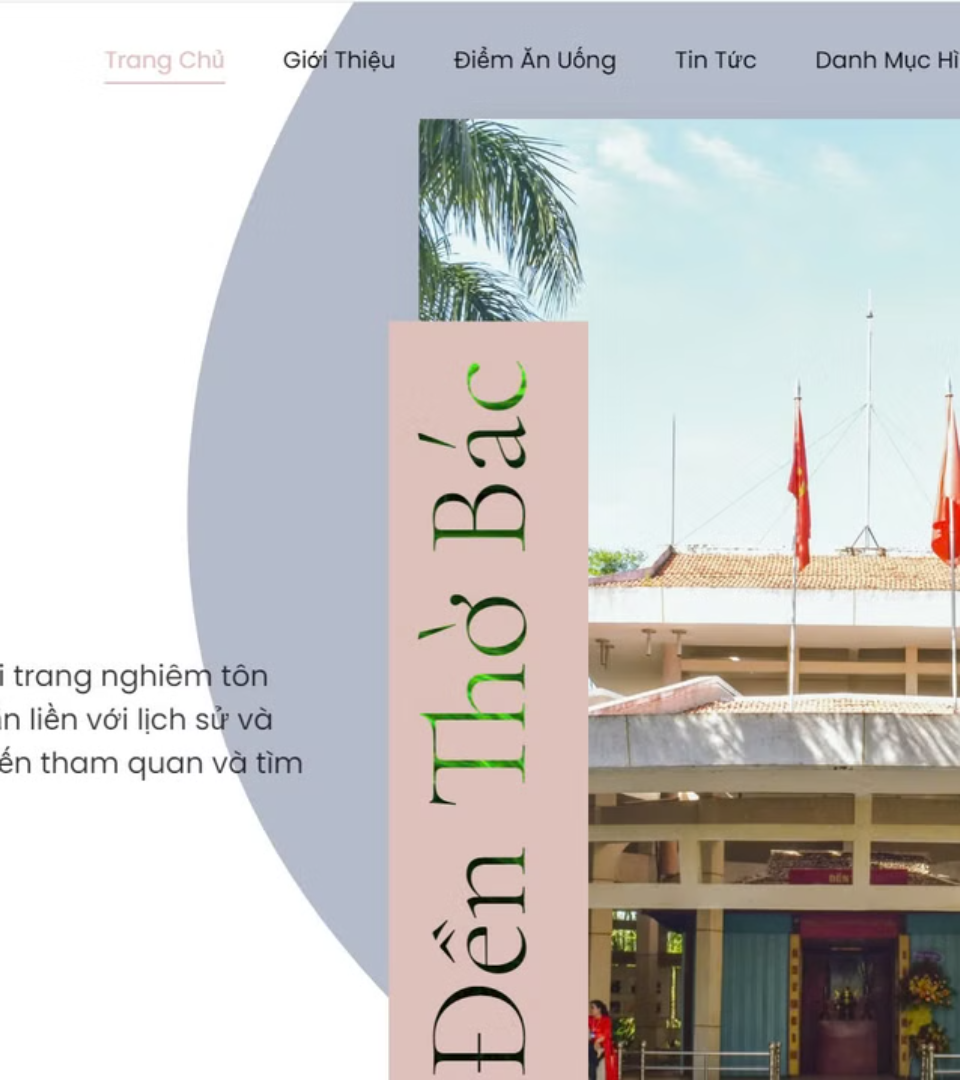 Trang Chủ Giới Thiệu Điểm Ăn Uống Tin Tức Danh Mục Hì
Đên Thờ Bác
i trang nghiêm tôn
n liền với lịch sử và
ến tham quan và tìm